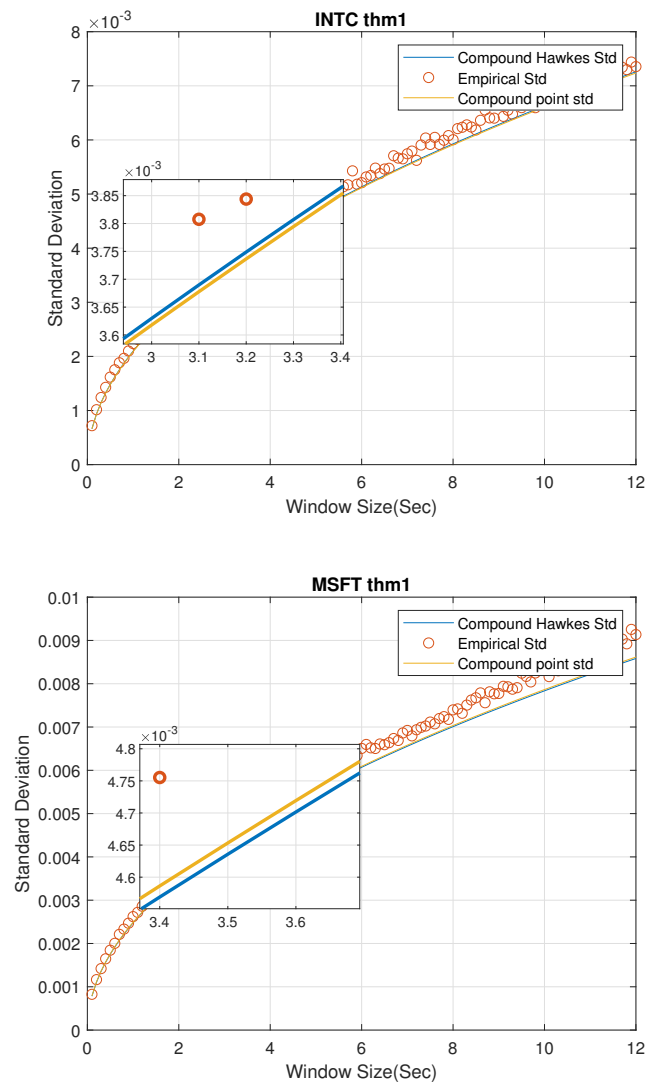 INTC thm1
×10⁻³
8
7
6
5
4
3
2
1
0
Standard Deviation
Compound Hawkes Std
Empirical Std
Compound point std
×10⁻³
3.85
3.8
3.75
3.7
3.65
3.6
3 3.1 3.2 3.3 3.4
0 2 4 6 8 10 12
Window Size(Sec)
MSFT thm1
0.01
0.009
0.008
0.007
0.006
0.005
0.004
0.003
0.002
0.001
0
Standard Deviation
Compound Hawkes Std
Empirical Std
Compound point std
×10⁻³
4.8
4.75
4.7
4.65
4.6
3.4 3.5 3.6
0 2 4 6 8 10 12
Window Size(Sec)